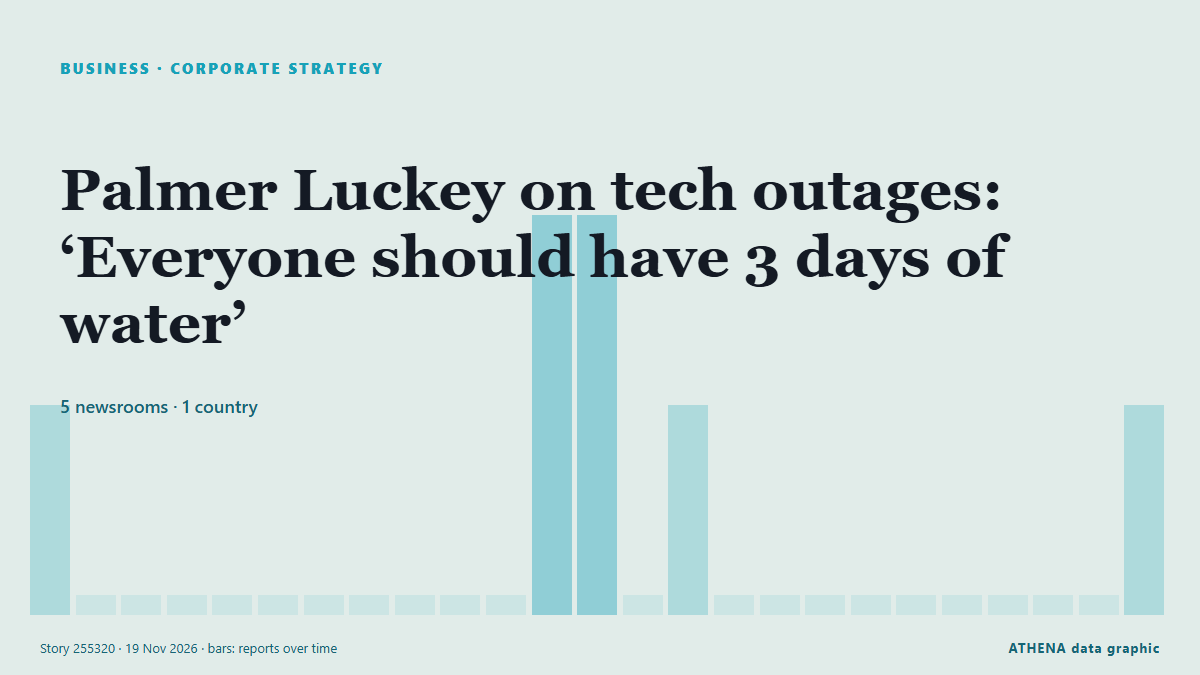 BUSINESS · CORPORATE STRATEGY
Palmer Luckey on tech outages:
‘Everyone should have 3 days of
water’
5 newsrooms · 1 country
Story 255320 · 19 Nov 2026 · bars: reports over time
ATHENA data graphic